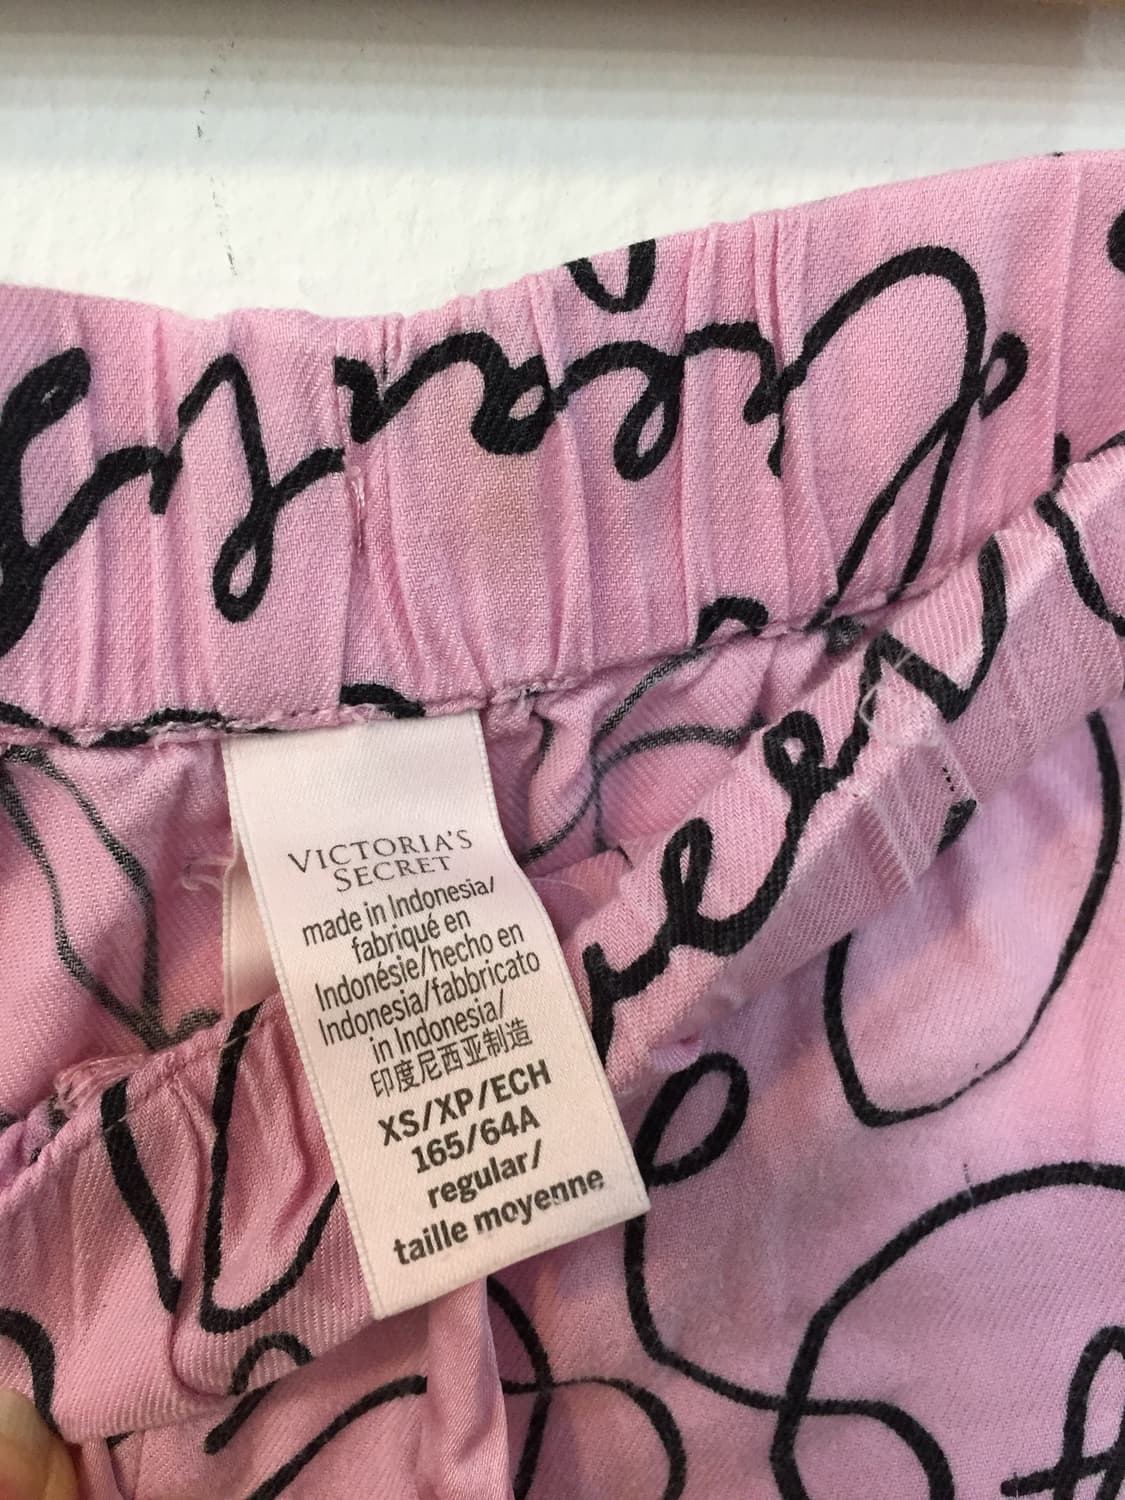 VICTORIA'S
SECRET
made in Indonesia/
fabriqué en
Indonésie/hecho en
Indonesia/fabbricato
in Indonesia/
印度尼西亚制造
XS/XP/ECH
165/64A
regular/
taille moyenne